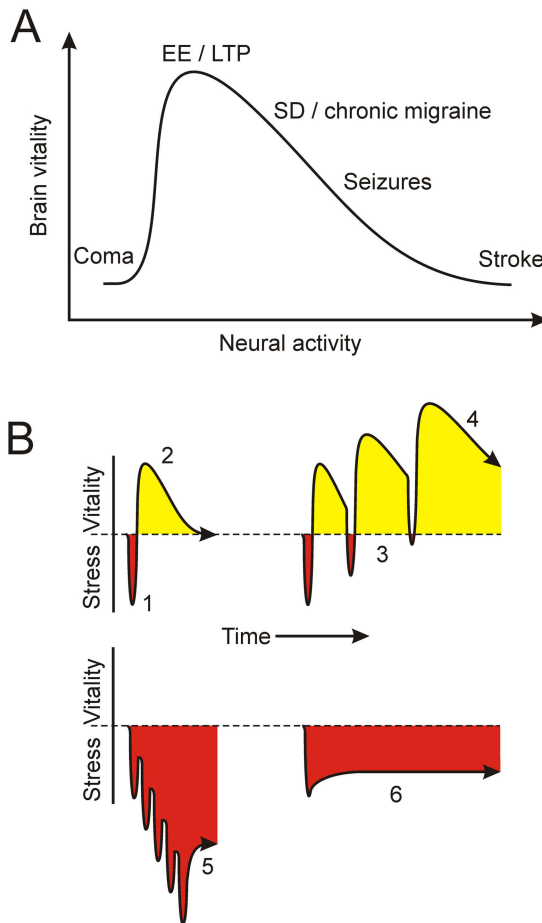 A
EE / LTP
SD / chronic migraine
Seizures
Coma
Stroke
Brain vitality
Neural activity
B
Vitality
Stress
1
2
3
4
Time
Vitality
Stress
5
6